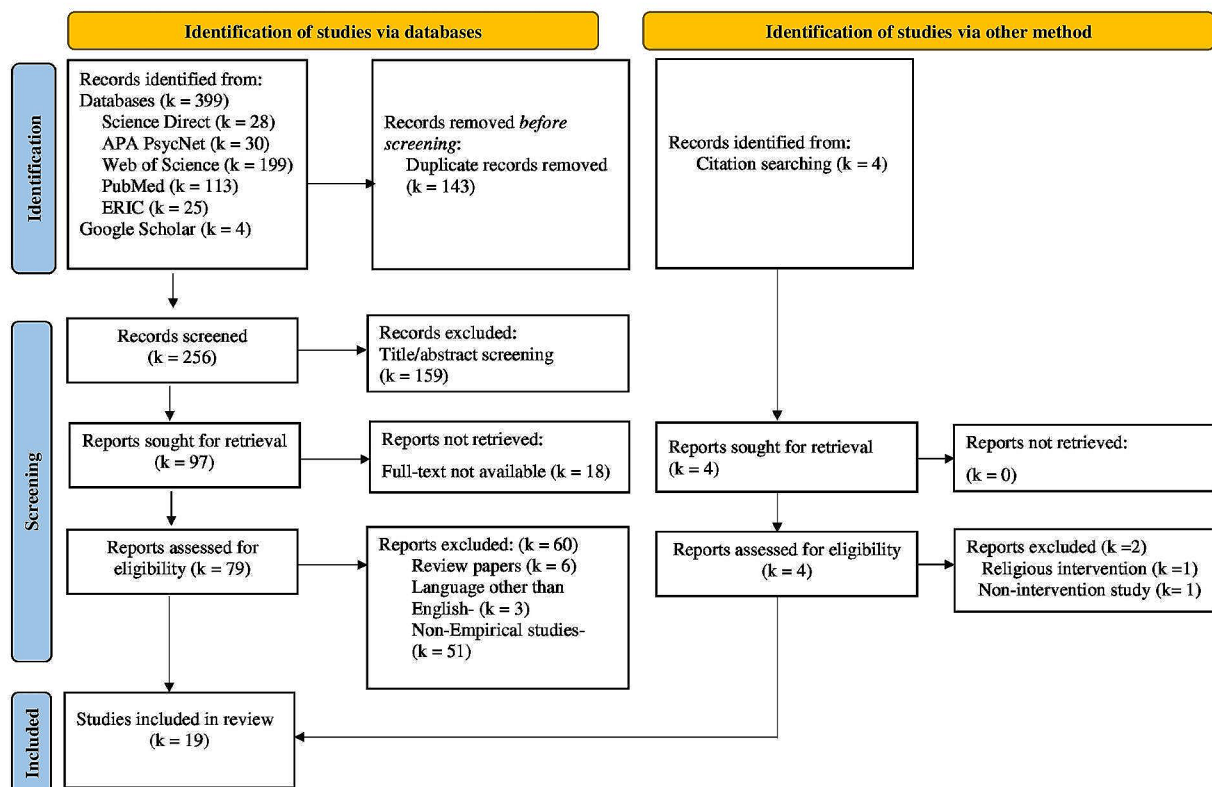 Identification of studies via databases
Identification of studies via other method
Identification
Records identified from:
Databases (k = 399)
Science Direct (k = 28)
APA PsycNet (k = 30)
Web of Science (k = 199)
PubMed (k = 113)
ERIC (k = 25)
Google Scholar (k = 4)
Records removed before
screening:
Duplicate records removed
(k = 143)
Records identified from:
Citation searching (k = 4)
Screening
Records screened
(k = 256)
Records excluded:
Title/abstract screening
(k = 159)
Reports sought for retrieval
(k = 97)
Reports not retrieved:
Full-text not available (k = 18)
Reports sought for retrieval
(k = 4)
Reports not retrieved:
(k = 0)
Reports assessed for
eligibility (k = 79)
Reports excluded: (k = 60)
Review papers (k = 6)
Language other than
English- (k = 3)
Non-Empirical studies-
(k = 51)
Reports assessed for eligibility
(k = 4)
Reports excluded (k =2)
Religious intervention (k =1)
Non-intervention study (k= 1)
Included
Studies included in review
(k = 19)